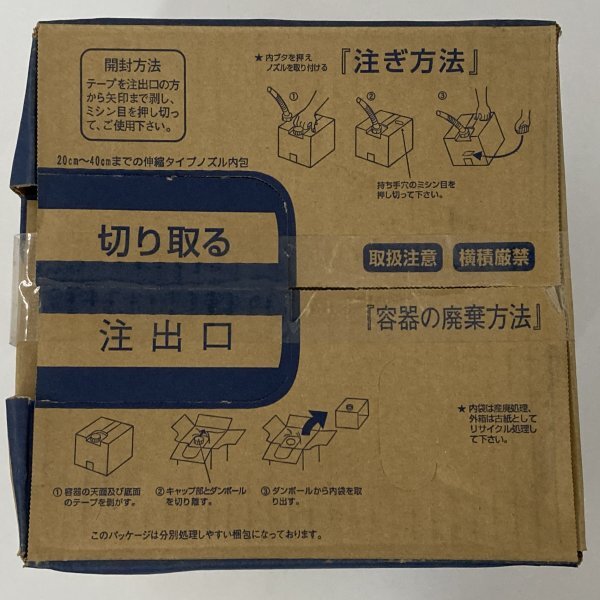 開封方法
テープを注出口の方
から矢印まで剥し、
ミシン目を押し切っ
て、ご使用下さい。
★内ブタを押え
ノズルを取り付ける
『注ぎ方法』
①
②
③
持ち手穴のミシン目を
押し切って下さい。
20cm～40cmまでの伸縮タイプノズル内包
切り取る
取扱注意
横積厳禁
注出口
『容器の廃棄方法』
★内袋は産廃処理、
外箱は古紙として
リサイクル処理し
て下さい。
①容器の天面及び底面
のテープを剥がす。
②キャップ部とダンボール
を切り離す。
③ダンボールから内袋を取
り出す。
このパッケージは分別処理しやすい梱包になっております。